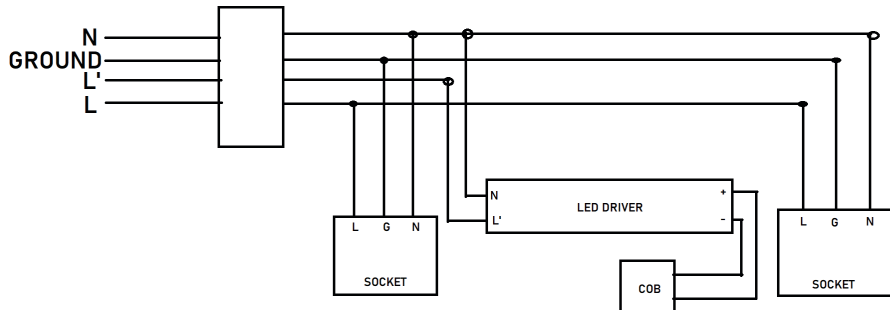 N
GROUND
L'
L
N
L'
LED DRIVER
+
-
L G N
SOCKET
COB
L G N
SOCKET